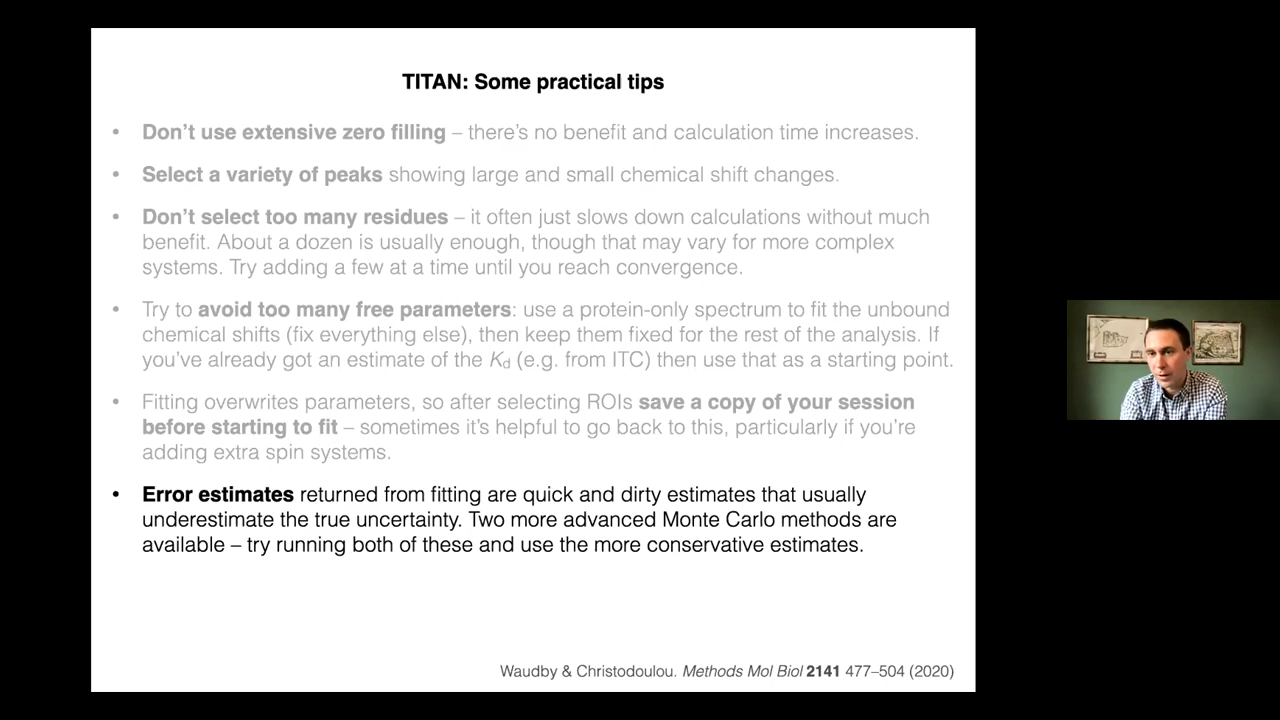 TITAN: Some practical tips
• Don't use extensive zero filling – there's no benefit and calculation time increases.
• Select a variety of peaks showing large and small chemical shift changes.
• Don't select too many residues – it often just slows down calculations without much
benefit. About a dozen is usually enough, though that may vary for more complex
systems. Try adding a few at a time until you reach convergence.
• Try to avoid too many free parameters: use a protein-only spectrum to fit the unbound
chemical shifts (fix everything else), then keep them fixed for the rest of the analysis. If
you've already got an estimate of the Kd (e.g. from ITC) then use that as a starting point.
• Fitting overwrites parameters, so after selecting ROIs save a copy of your session
before starting to fit – sometimes it's helpful to go back to this, particularly if you're
adding extra spin systems.
• Error estimates returned from fitting are quick and dirty estimates that usually
underestimate the true uncertainty. Two more advanced Monte Carlo methods are
available – try running both of these and use the more conservative estimates.
Waudby & Christodoulou. Methods Mol Biol 2141 477–504 (2020)